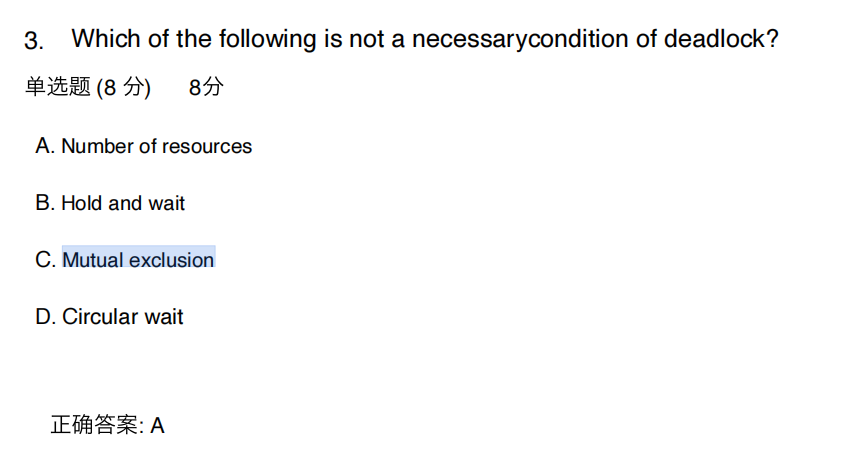 3. Which of the following is not a necessarycondition of deadlock?
单选题 (8 分) 8分
A. Number of resources
B. Hold and wait
C. Mutual exclusion
D. Circular wait
正确答案: A